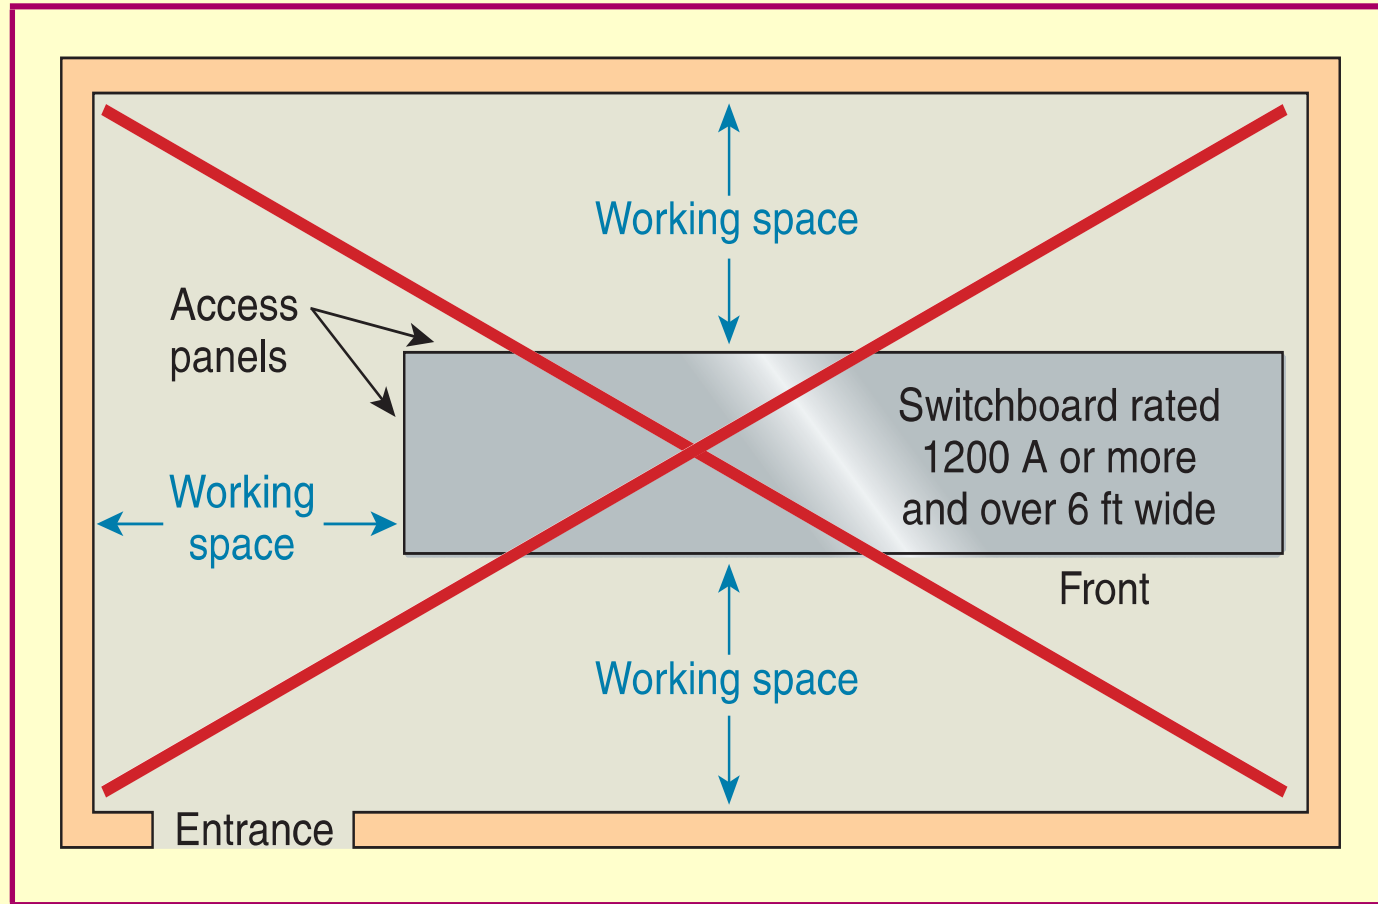 Working space
Access
panels
Switchboard rated
1200 A or more
and over 6 ft wide
Working
space
Front
Working space
Entrance